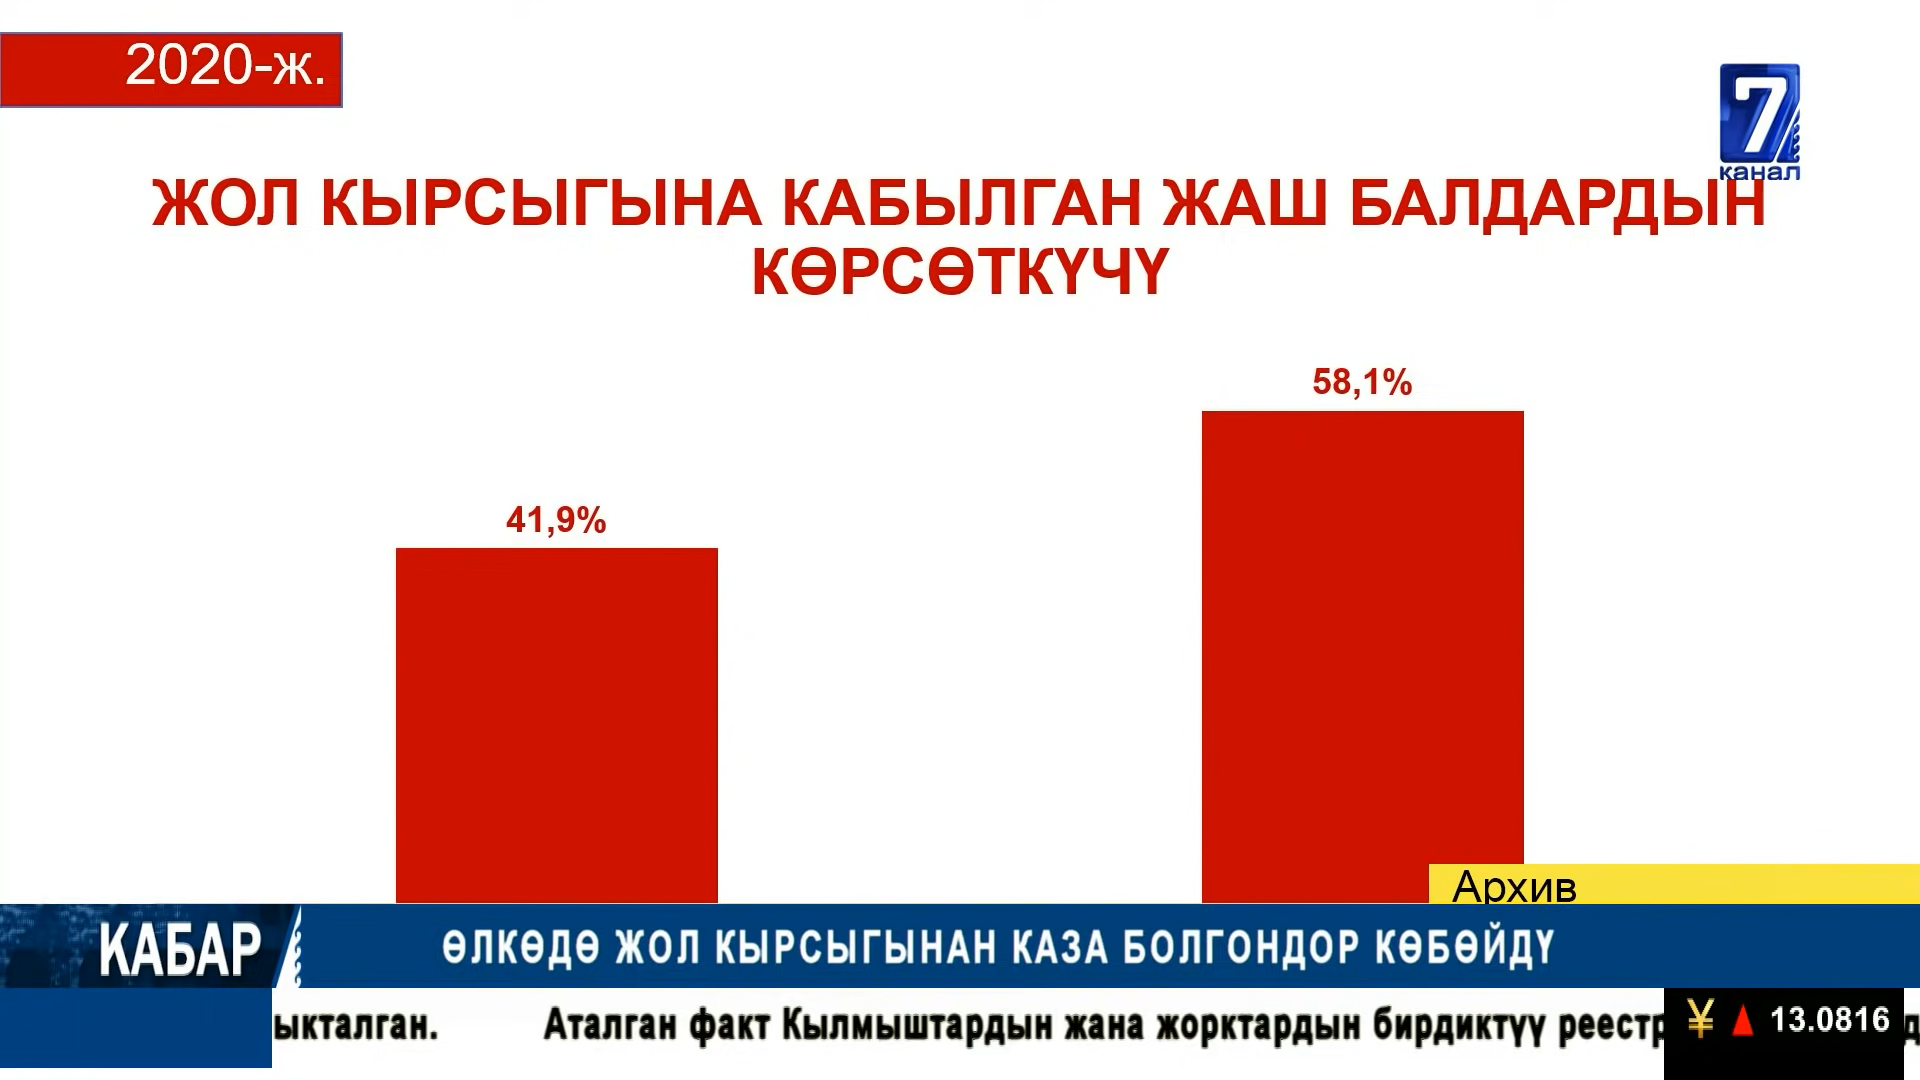 2020-ж.
7
канал
ЖОЛ КЫРСЫГЫНА КАБЫЛГАН ЖАШ БАЛДАРДЫН
КӨРСӨТКҮЧҮ
58,1%
41,9%
Архив
КАБАР
ӨЛКӨДӨ ЖОЛ КЫРСЫГЫНАН КАЗА БОЛГОНДОР КӨБӨЙДҮ
ыкталган. Аталган факт Кылмыштардын жана жорктардын бирдиктүү реестр
¥ ▲ 13.0816